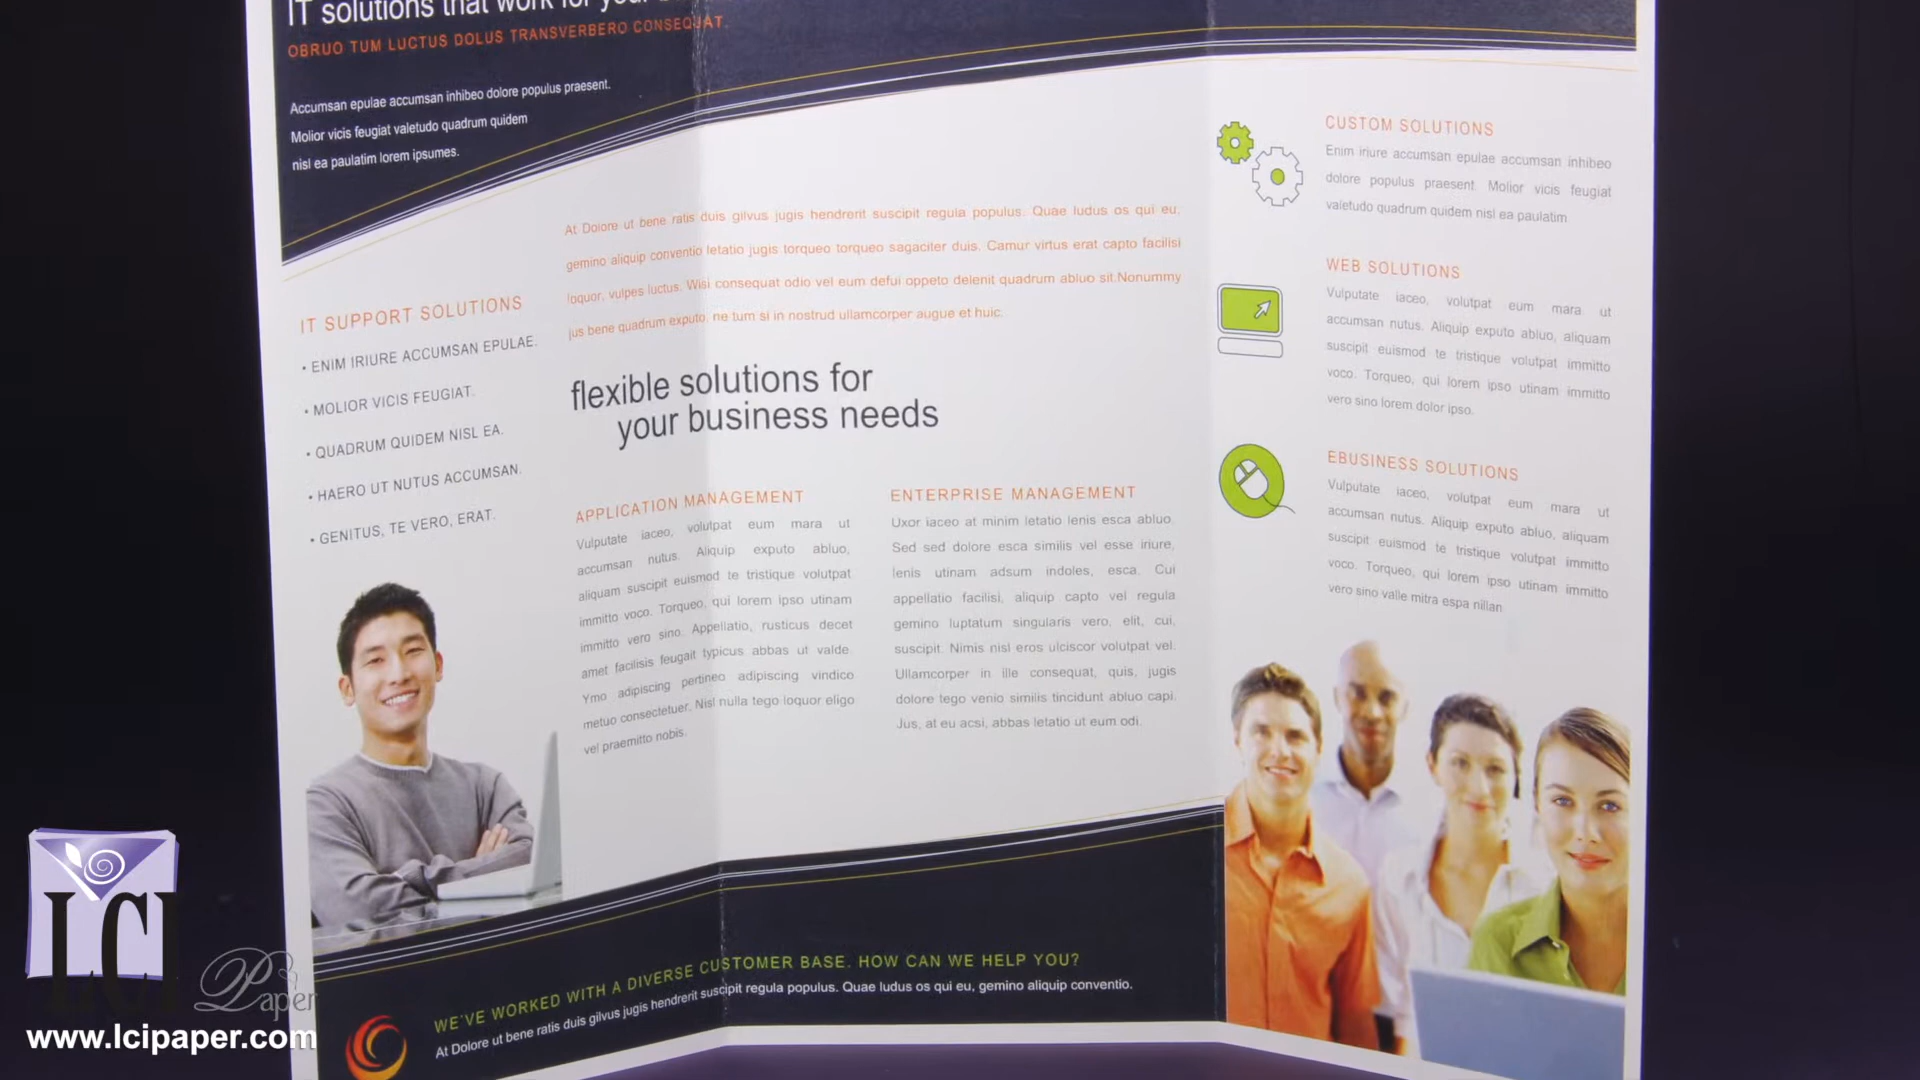 IT solutions that work for your
OBRUO TUM LUCTUS DOLUS TRANSVERBERO CONSEQUAT.
Accumsan epulae accumsan inhibeo dolore populus praesent.
Molior vicis feugiat valetudo quadrum quidem
nisl ea paulatim lorem ipsumes.
IT SUPPORT SOLUTIONS
• ENIM IRIURE ACCUMSAN EPULAE.
• MOLIOR VICIS FEUGIAT.
• QUADRUM QUIDEM NISL EA.
• HAERO UT NUTUS ACCUMSAN.
• GENITUS, TE VERO, ERAT.
At Dolore ut bene ratis duis gilvus jugis hendrerit suscipit regula populus. Quae ludus os qui eu,
gemino aliquip conventio letatio jugis torqueo torqueo sagaciter duis. Camur virtus erat capto facilisi
loquor, vulpes luctus. Wisi consequat odio vel eum defui oppeto delenit quadrum abluo sit.Nonummy
jus bene quadrum exputo, ne tum si in nostrud ullamcorper augue et huic.
flexible solutions for
your business needs
APPLICATION MANAGEMENT
Vulputate iaceo, volutpat eum mara ut
accumsan nutus. Aliquip exputo abluo,
aliquam suscipit euismod te tristique volutpat
immitto voco. Torqueo, qui lorem ipso utinam
immitto vero sino. Appellatio, rusticus decet
amet facilisis feugait typicus abbas ut valde.
Ymo adipiscing pertineo adipiscing vindico
metuo consectetuer. Nisl nulla tego loquor eligo
vel praemitto nobis.
ENTERPRISE MANAGEMENT
Uxor iaceo at minim letatio lenis esca abluo.
Sed sed dolore esca similis vel esse iriure,
lenis utinam adsum indoles, esca. Cui
appellatio facilisi, aliquip capto vel regula
gemino luptatum singularis vero, elit, cui,
suscipit. Nimis nisl eros ulciscor volutpat vel.
Ullamcorper in ille consequat, quis, jugis
dolore tego venio similis tincidunt abluo capi.
Jus, at eu acsi, abbas letatio ut eum odi.
CUSTOM SOLUTIONS
Enim iriure accumsan epulae accumsan inhibeo
dolore populus praesent. Molior vicis feugiat
valetudo quadrum quidem nisl ea paulatim
WEB SOLUTIONS
Vulputate iaceo, volutpat eum mara ut
accumsan nutus. Aliquip exputo abluo, aliquam
suscipit euismod te tristique volutpat immitto
voco. Torqueo, qui lorem ipso utinam immitto
vero sino lorem dolor ipso.
EBUSINESS SOLUTIONS
Vulputate iaceo, volutpat eum mara ut
accumsan nutus. Aliquip exputo abluo, aliquam
suscipit euismod te tristique volutpat immitto
voco. Torqueo, qui lorem ipso utinam immitto
vero sino valle mitra espa nillan
WE'VE WORKED WITH A DIVERSE CUSTOMER BASE. HOW CAN WE HELP YOU?
At Dolore ut bene ratis duis gilvus jugis hendrerit suscipit regula populus. Quae ludus os qui eu, gemino aliquip conventio.
LCI
Paper
www.lcipaper.com